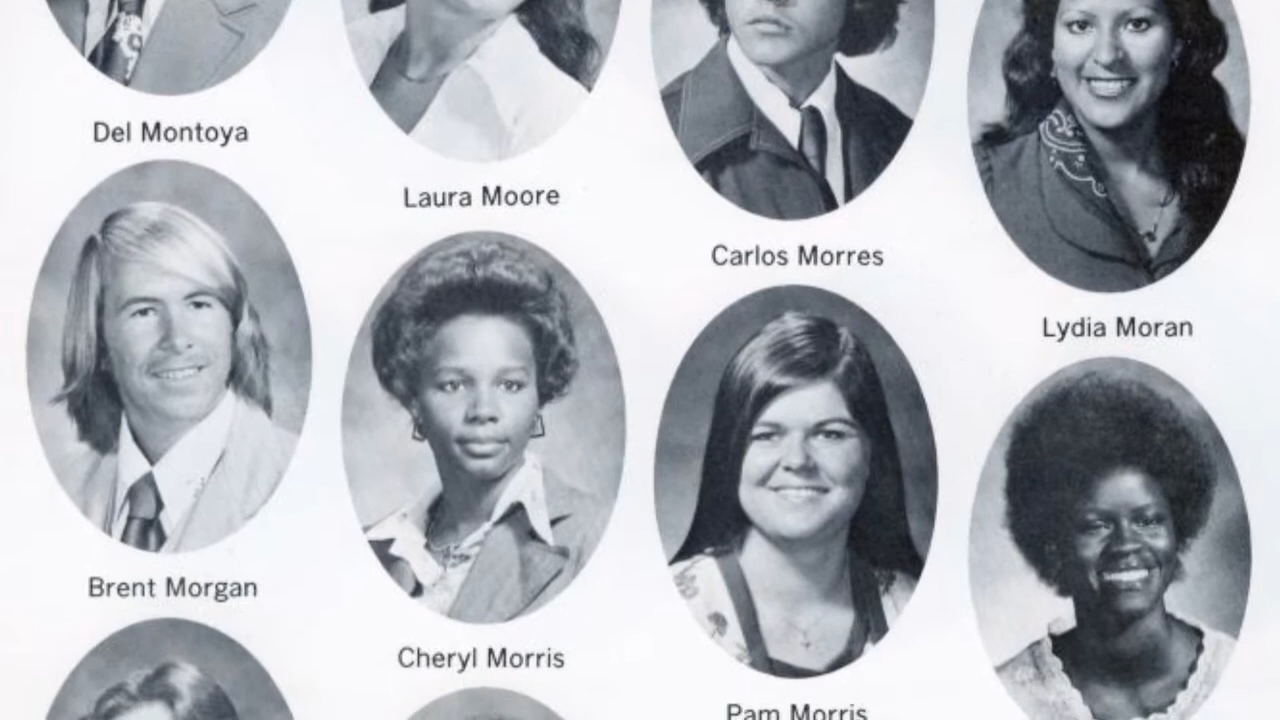 Del Montoya
Laura Moore
Carlos Morres
Lydia Moran
Brent Morgan
Cheryl Morris
Pam Morris